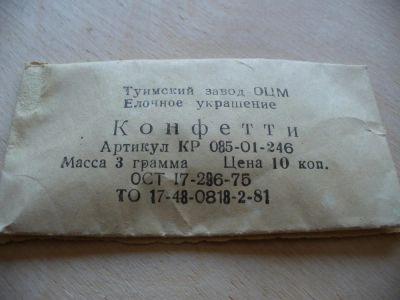 Туимский завод ОЦМ
Елочное украшение
Конфетти
Артикул КР 085-01-246
Масса 3 грамма Цена 10 коп.
ОСТ 17-286-75
ТО 17-48-0818-2-81